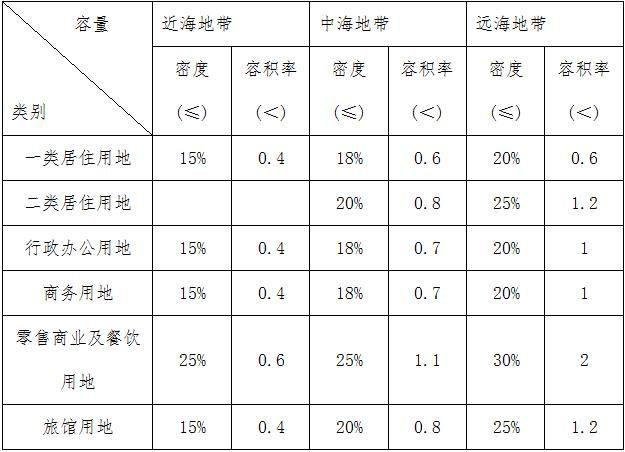 容量 近海地带 中海地带 远海地带
类别 密度 容积率 密度 容积率 密度 容积率
(≤) (＜) (≤) (＜) (≤) (＜)
一类居住用地 15% 0.4 18% 0.6 20% 0.6
二类居住用地 20% 0.8 25% 1.2
行政办公用地 15% 0.4 18% 0.7 20% 1
商务用地 15% 0.4 18% 0.7 20% 1
零售商业及餐饮
用地 25% 0.6 25% 1.1 30% 2
旅馆用地 15% 0.4 20% 0.8 25% 1.2